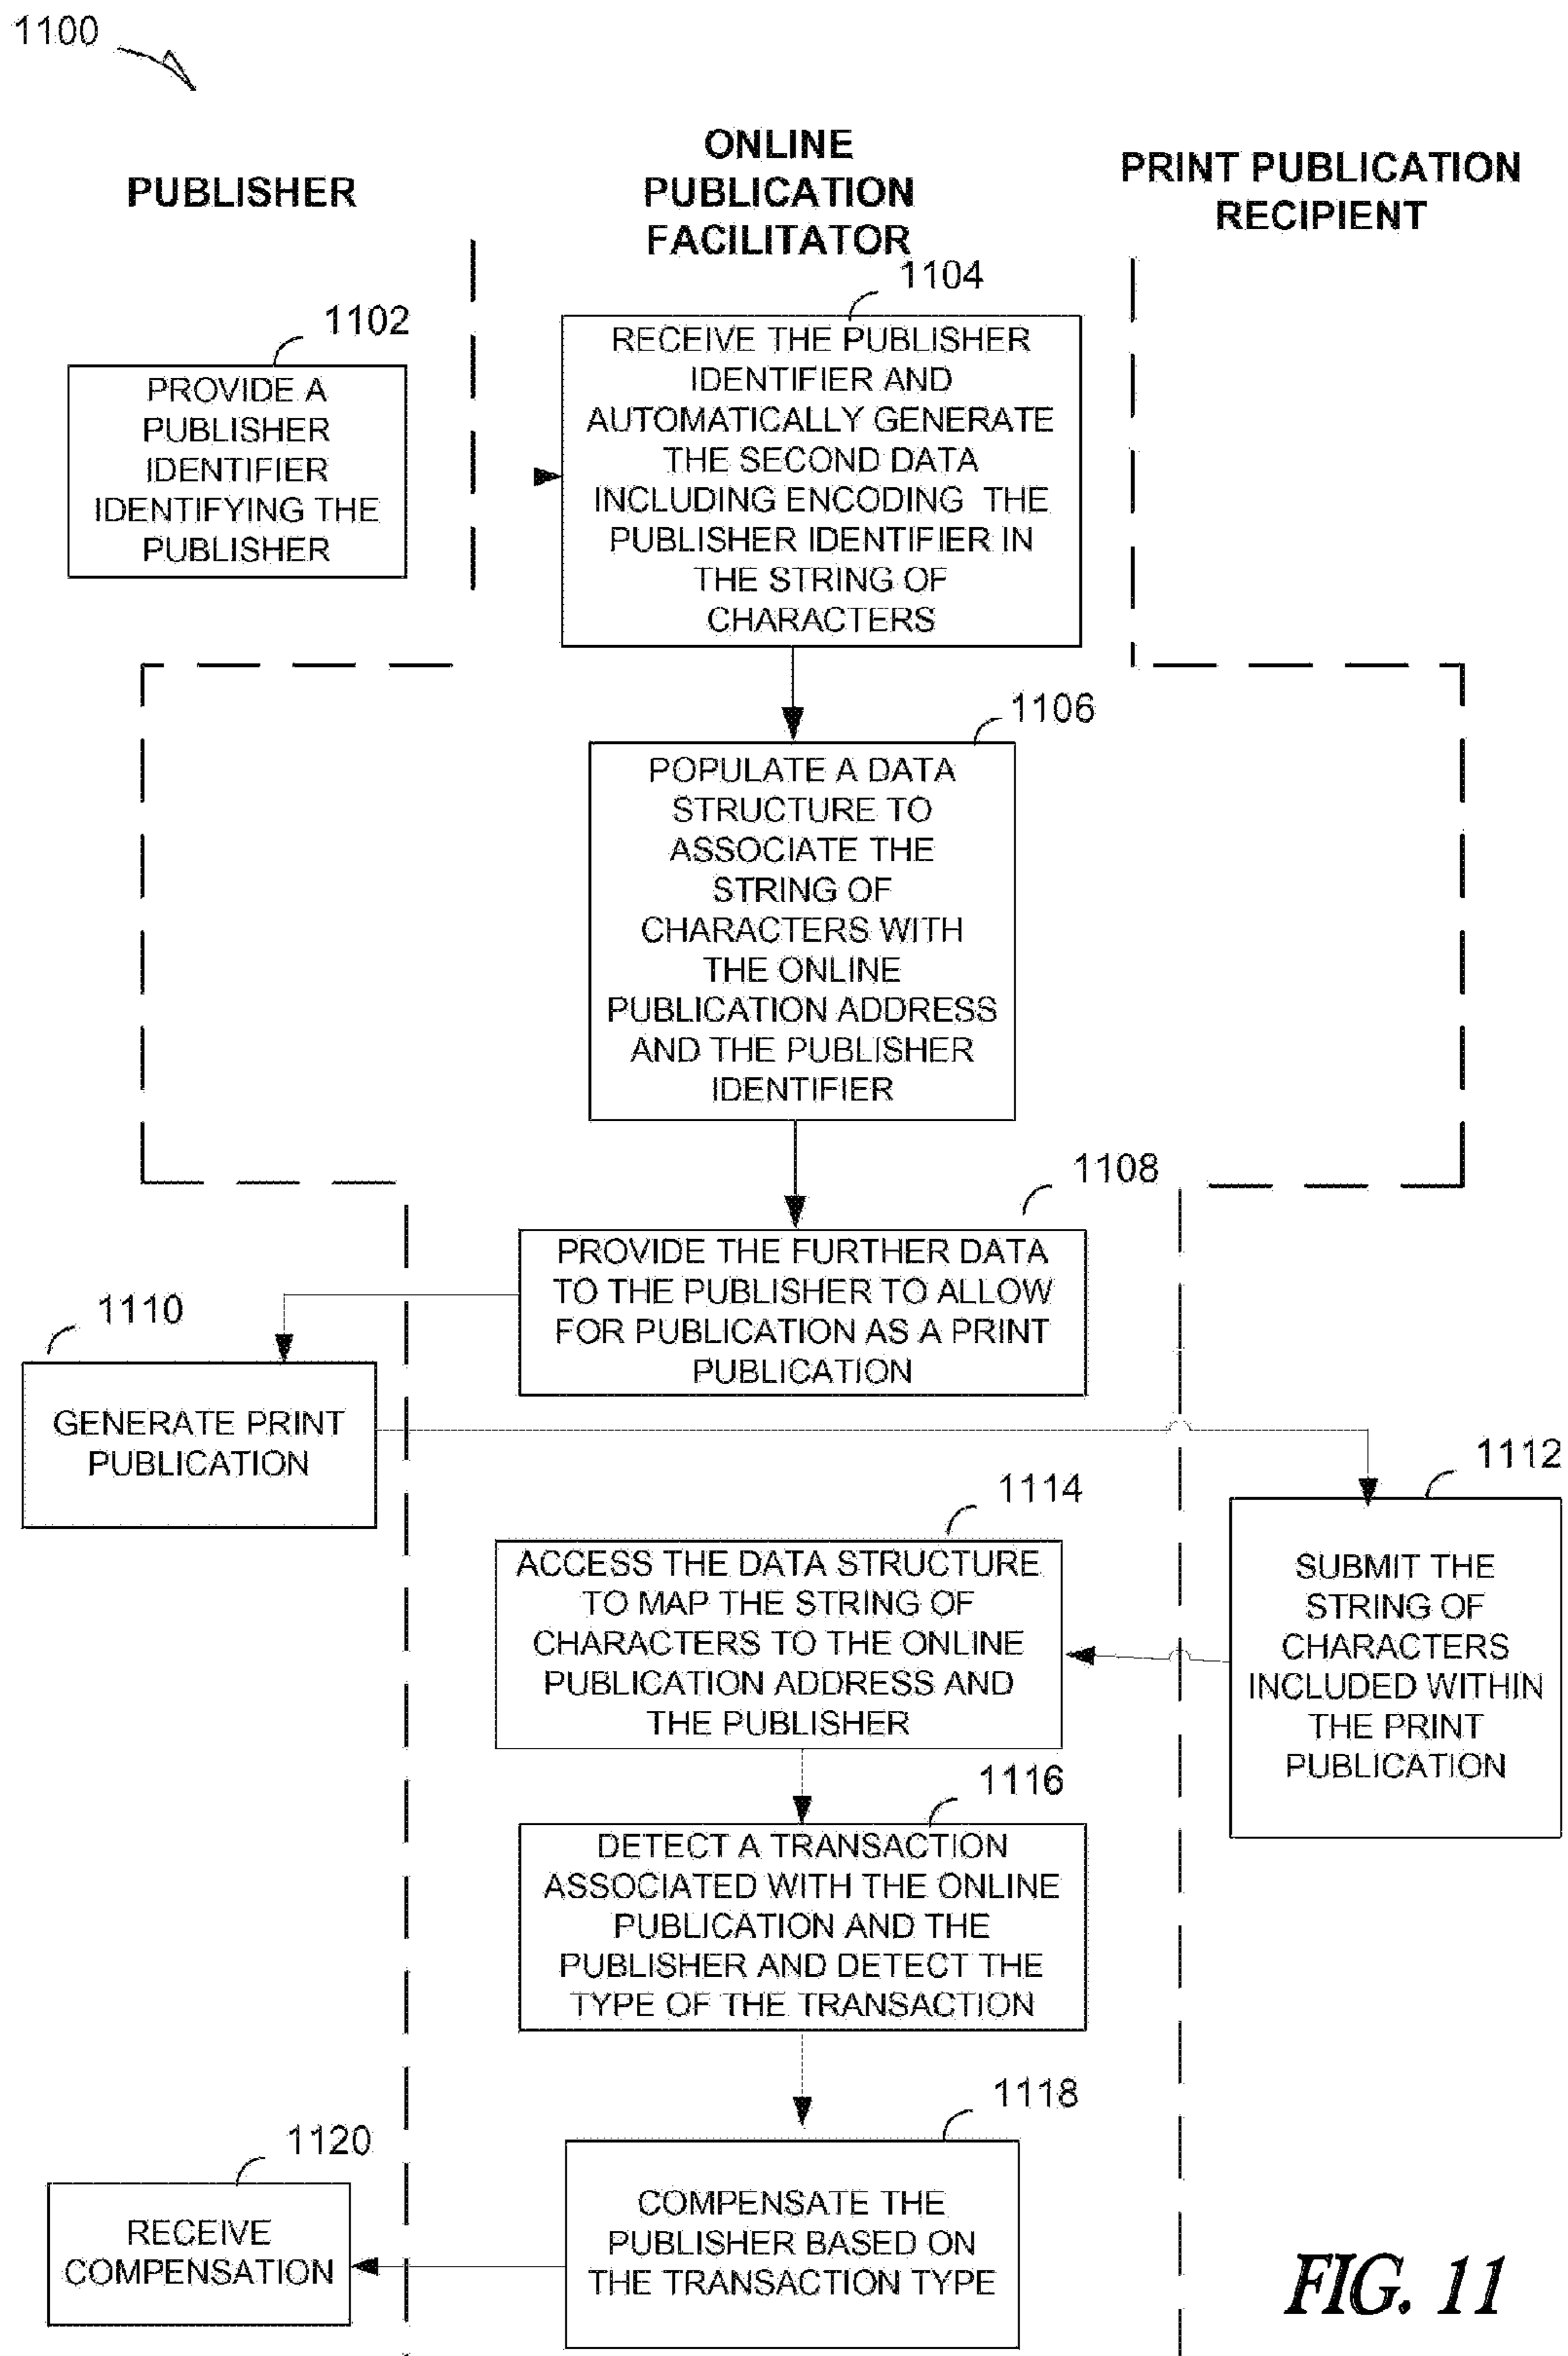 1100
PUBLISHER
ONLINE
PUBLICATION
FACILITATOR
PRINT PUBLICATION
RECIPIENT
1102
PROVIDE A
PUBLISHER
IDENTIFIER
IDENTIFYING THE
PUBLISHER
1104
RECEIVE THE PUBLISHER
IDENTIFIER AND
AUTOMATICALLY GENERATE
THE SECOND DATA
INCLUDING ENCODING THE
PUBLISHER IDENTIFIER IN
THE STRING OF
CHARACTERS
1106
POPULATE A DATA
STRUCTURE TO
ASSOCIATE THE
STRING OF
CHARACTERS WITH
THE ONLINE
PUBLICATION ADDRESS
AND THE PUBLISHER
IDENTIFIER
1108
PROVIDE THE FURTHER DATA
TO THE PUBLISHER TO ALLOW
FOR PUBLICATION AS A PRINT
PUBLICATION
1110
GENERATE PRINT
PUBLICATION
1112
SUBMIT THE
STRING OF
CHARACTERS
INCLUDED WITHIN
THE PRINT
PUBLICATION
1114
ACCESS THE DATA STRUCTURE
TO MAP THE STRING OF
CHARACTERS TO THE ONLINE
PUBLICATION ADDRESS AND
THE PUBLISHER
1116
DETECT A TRANSACTION
ASSOCIATED WITH THE ONLINE
PUBLICATION AND THE
PUBLISHER AND DETECT THE
TYPE OF THE TRANSACTION
1118
COMPENSATE THE
PUBLISHER BASED ON
THE TRANSACTION TYPE
1120
RECEIVE
COMPENSATION
FIG. 11